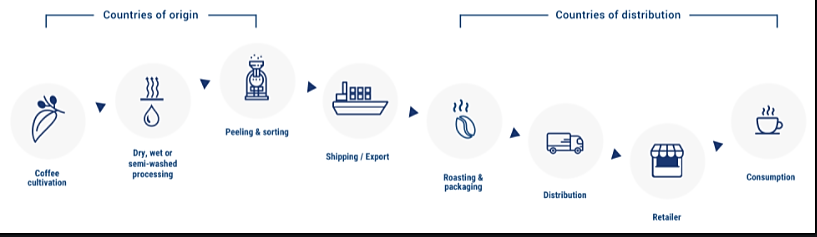 Countries of origin
Countries of distribution
Coffee
cultivation
Dry, wet or
semi-washed
processing
Peeling & sorting
Shipping / Export
Roasting &
packaging
Distribution
Retailer
Consumption